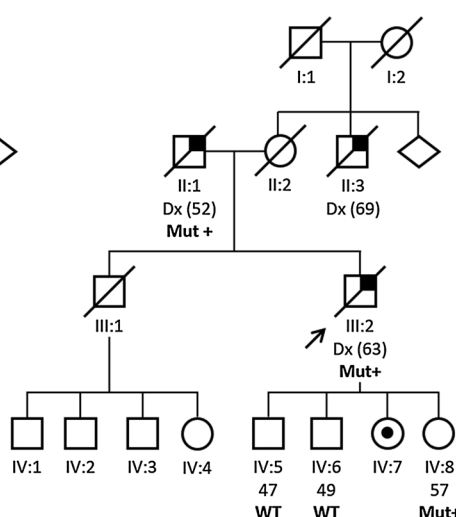 I:1 I:2
II:1 II:2 II:3
Dx (52) Dx (69)
Mut +
III:1 III:2
Dx (63)
Mut+
IV:1 IV:2 IV:3 IV:4 IV:5 IV:6 IV:7 IV:8
47 49 57
WT WT Mut+